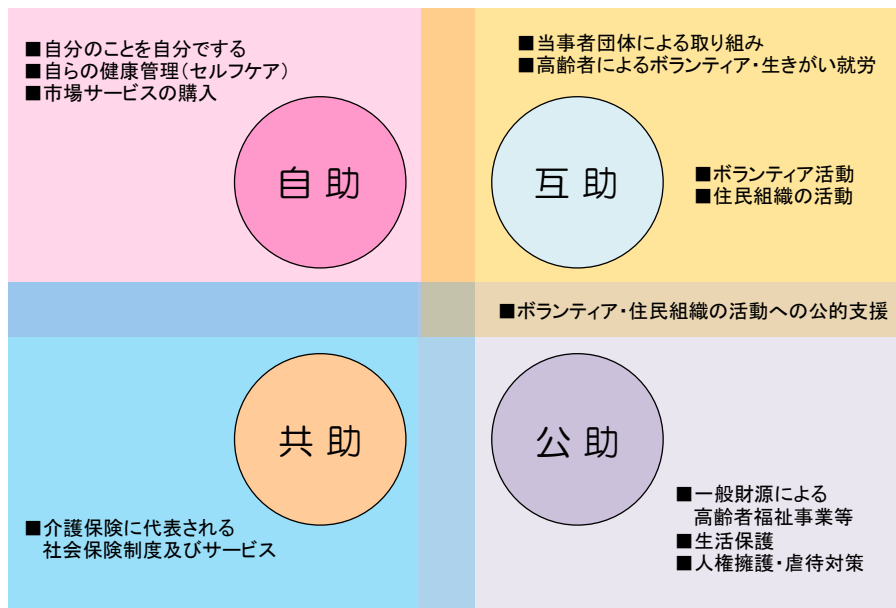 ■自分のことを自分でする
■自らの健康管理（セルフケア）
■市場サービスの購入
自助
■当事者団体による取り組み
■高齢者によるボランティア・生きがい就労
互助
■ボランティア活動
■住民組織の活動
■ボランティア・住民組織の活動への公的支援
共助
■介護保険に代表される
社会保険制度及びサービス
公助
■一般財源による
高齢者福祉事業等
■生活保護
■人権擁護・虐待対策